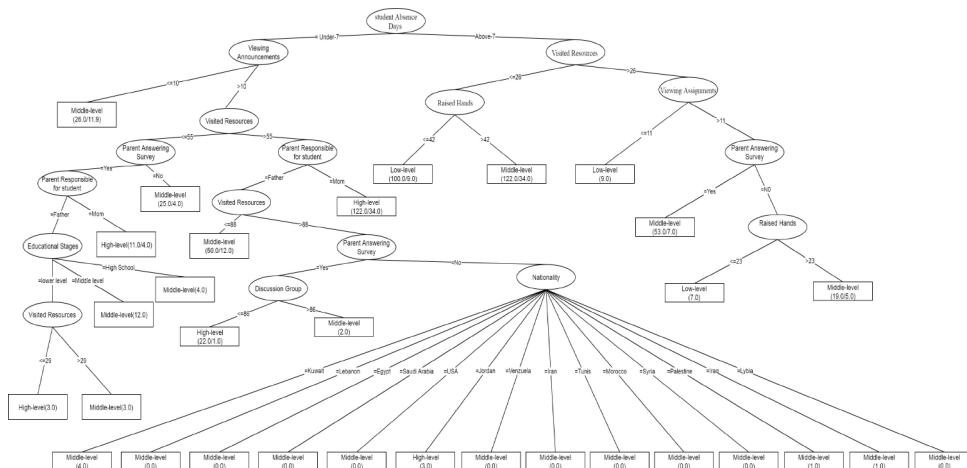 student Absence
Days
= Under-7
Above-7
Viewing
Announcements
Visited Resources
<=10
>10
<=26
>26
Middle-level
(26.0/11.9)
Visited Resources
Raised Hands
Viewing Assignments
<=55
>55
<=42
>42
<=11
>11
Parent Answering
Survey
Parent Responsible
for student
Low-level
(100.0/9.0)
Middle-level
(122.0/34.0)
Low-level
(9.0)
Parent Answering
Survey
=Yes
=No
=Father
=Mom
=Yes
=N0
Parent Responsible
for student
Middle-level
(25.0/4.0)
Visited Resources
High-level
(122.0/34.0)
Middle-level
(53.0/7.0)
Raised Hands
=Father
=Mom
<=88
>88
<=23
>23
Educational Stages
High-level(11.0/4.0)
Middle-level
Parent Answering
Survey
Low-level
(7.0)
Middle-level
(19.0/5.0)
=lower level
=Middle level
=High School
Middle-level(4.0)
=Yes
=No
Visited Resources
Middle-level(12.0)
Discussion Group
Nationality
<=86
>86
High-level
(22.0/1.0)
Middle-level
(2.0)
<=29
>29
High-level(3.0)
Middle-level(3.0)
=Kuwait
=Lebanon
=Egypt
=Saudi Arabia
=USA
=Jordan
=Venzula
=Iran
=Tunis
=Morocco
=Syria
=Palestine
=Iran
=Lybia
Middle-level
(4.0)
Middle-level
(0.0)
Middle-level
(0.0)
Middle-level
(0.0)
Middle-level
(0.0)
High-level
(3.0)
Middle-level
(0.0)
Middle-level
(0.0)
Middle-level
(0.0)
Middle-level
(0.0)
Middle-level
(0.0)
Middle-level
(1.0)
Middle-level
(1.0)
Middle-level
(0.0)